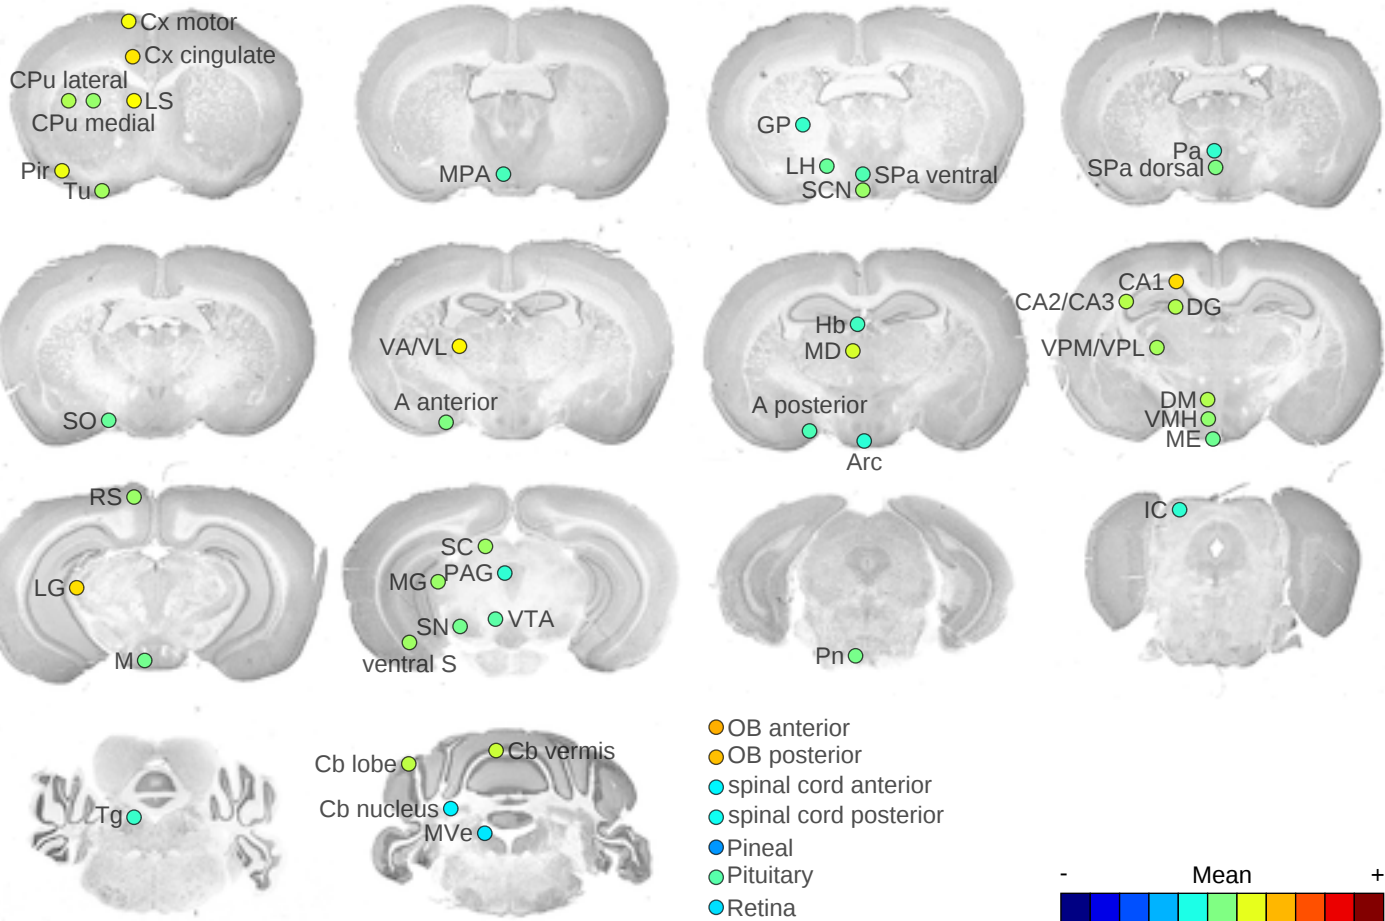 Cx motor
Cx cingulate
CPu lateral
LS
CPu medial
Pir
Tu
MPA
GP
LH
SPa ventral
SCN
Pa
SPa dorsal
SO
VA/VL
A anterior
Hb
MD
A posterior
Arc
CA1
CA2/CA3
DG
VPM/VPL
DM
VMH
ME
RS
LG
M
SC
PAG
MG
VTA
SN
ventral S
Pn
IC
Tg
Cb vermis
Cb lobe
Cb nucleus
MVe
OB anterior
OB posterior
spinal cord anterior
spinal cord posterior
Pineal
Pituitary
Retina
- Mean +